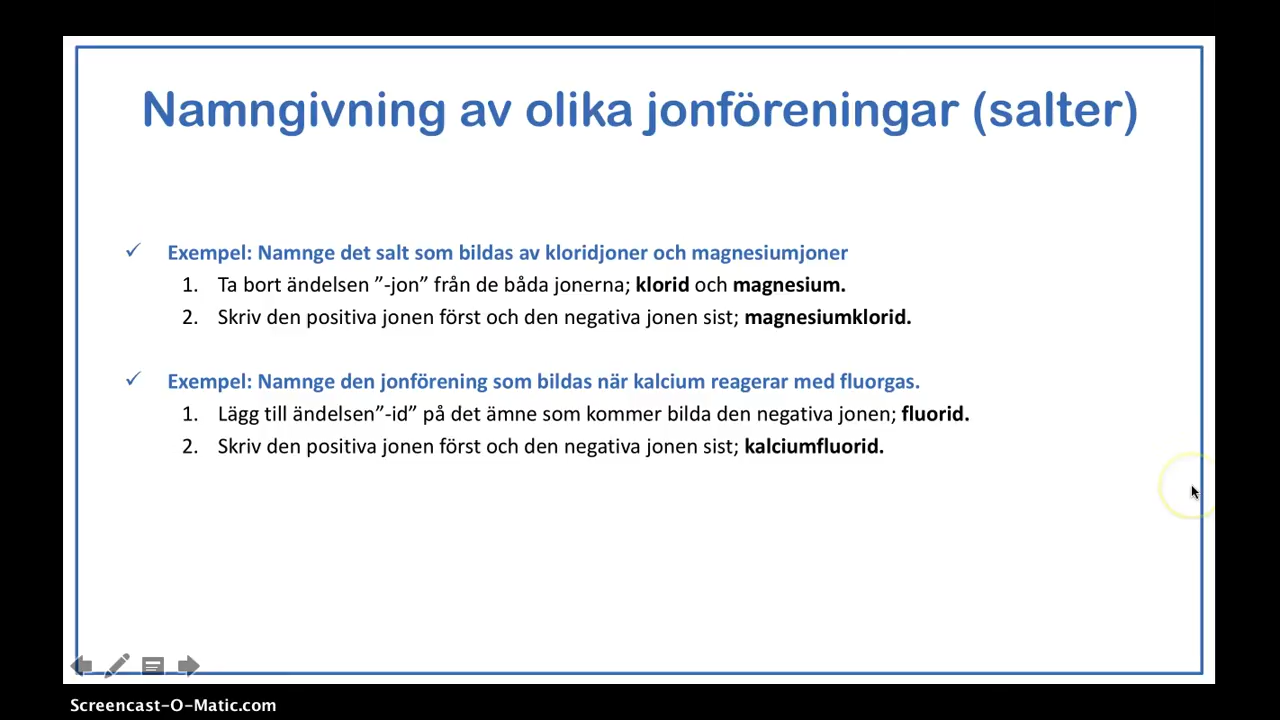 Namngivning av olika jonföreningar (salter)
✓ Exempel: Namnge det salt som bildas av kloridjoner och magnesiumjoner
1. Ta bort ändelsen ”-jon” från de båda jonerna; klorid och magnesium.
2. Skriv den positiva jonen först och den negativa jonen sist; magnesiumklorid.
✓ Exempel: Namnge den jonförening som bildas när kalcium reagerar med fluorgas.
1. Lägg till ändelsen”-id” på det ämne som kommer bilda den negativa jonen; fluorid.
2. Skriv den positiva jonen först och den negativa jonen sist; kalciumfluorid.
Screencast-O-Matic.com